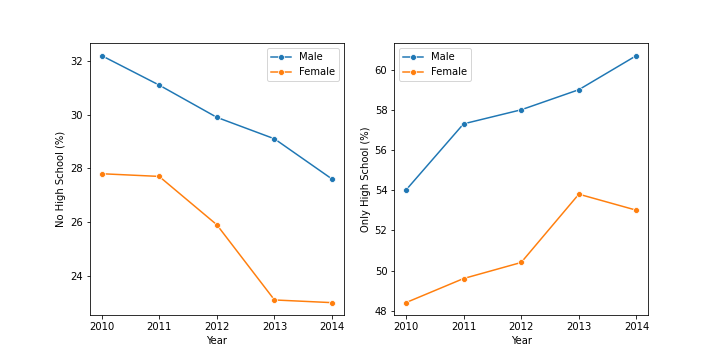 No High School (%)
32
30
28
26
24
Male
Female
2010 2011 2012 2013 2014
Year
Only High School (%)
60
58
56
54
52
50
48
Male
Female
2010 2011 2012 2013 2014
Year